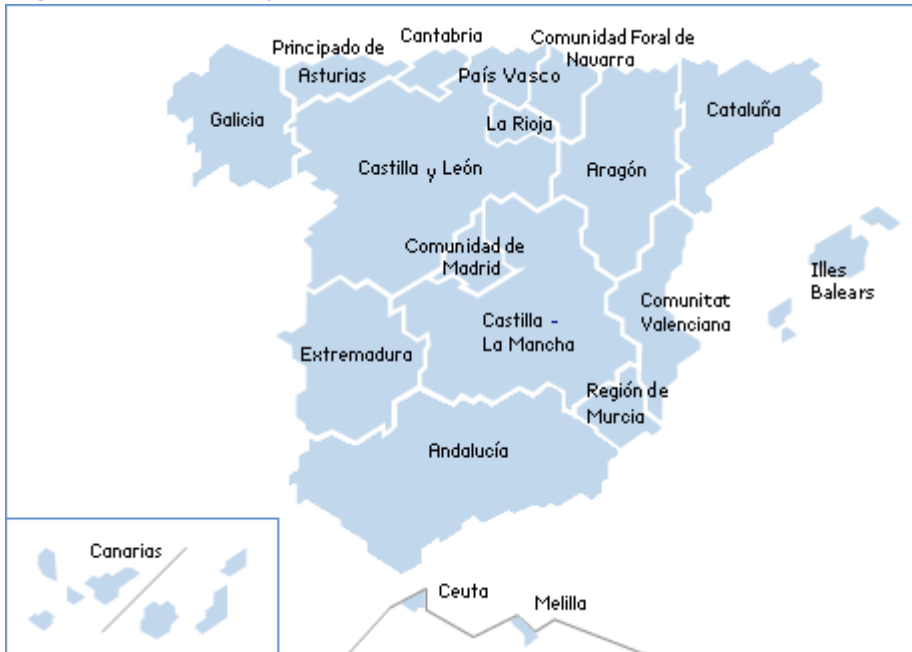 Cantabria
Comunidad Foral de
Navarra
Principado de
Asturias
País Vasco
Galicia
La Rioja
Cataluña
Castilla y León
Aragón
Comunidad de
Madrid
Illes
Balears
Comunitat
Valenciana
Castilla -
La Mancha
Extremadura
Región de
Murcia
Andalucía
Canarias
Ceuta
Melilla